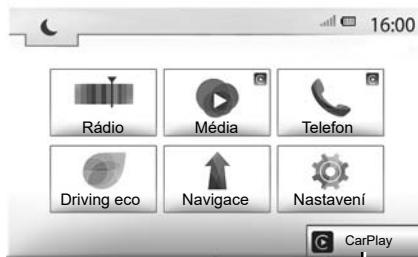 16:00
Rádio
Média
Telefon
Driving eco
Navigace
Nastavení
CarPlay